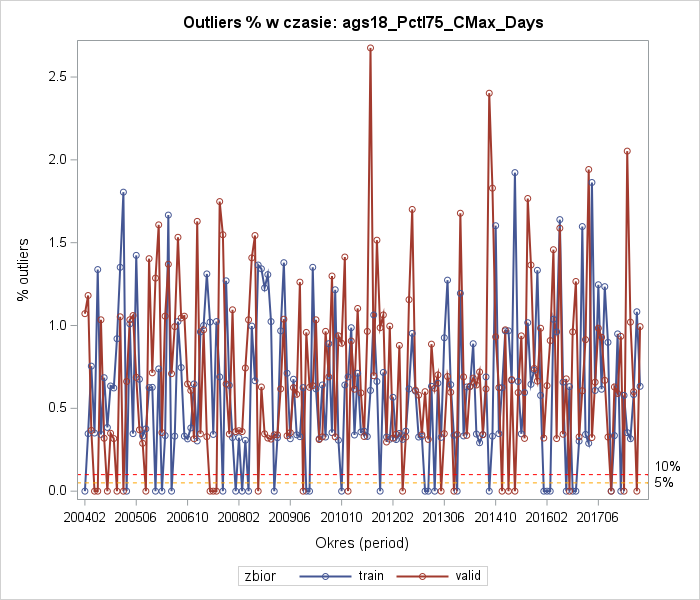 Outliers % w czasie: ags18_Pctl75_CMax_Days
% outliers
2.5
2.0
1.5
1.0
0.5
0.0
10%
5%
200402 200506 200610 200802 200906 201010 201202 201306 201410 201602 201706
Okres (period)
zbior train valid